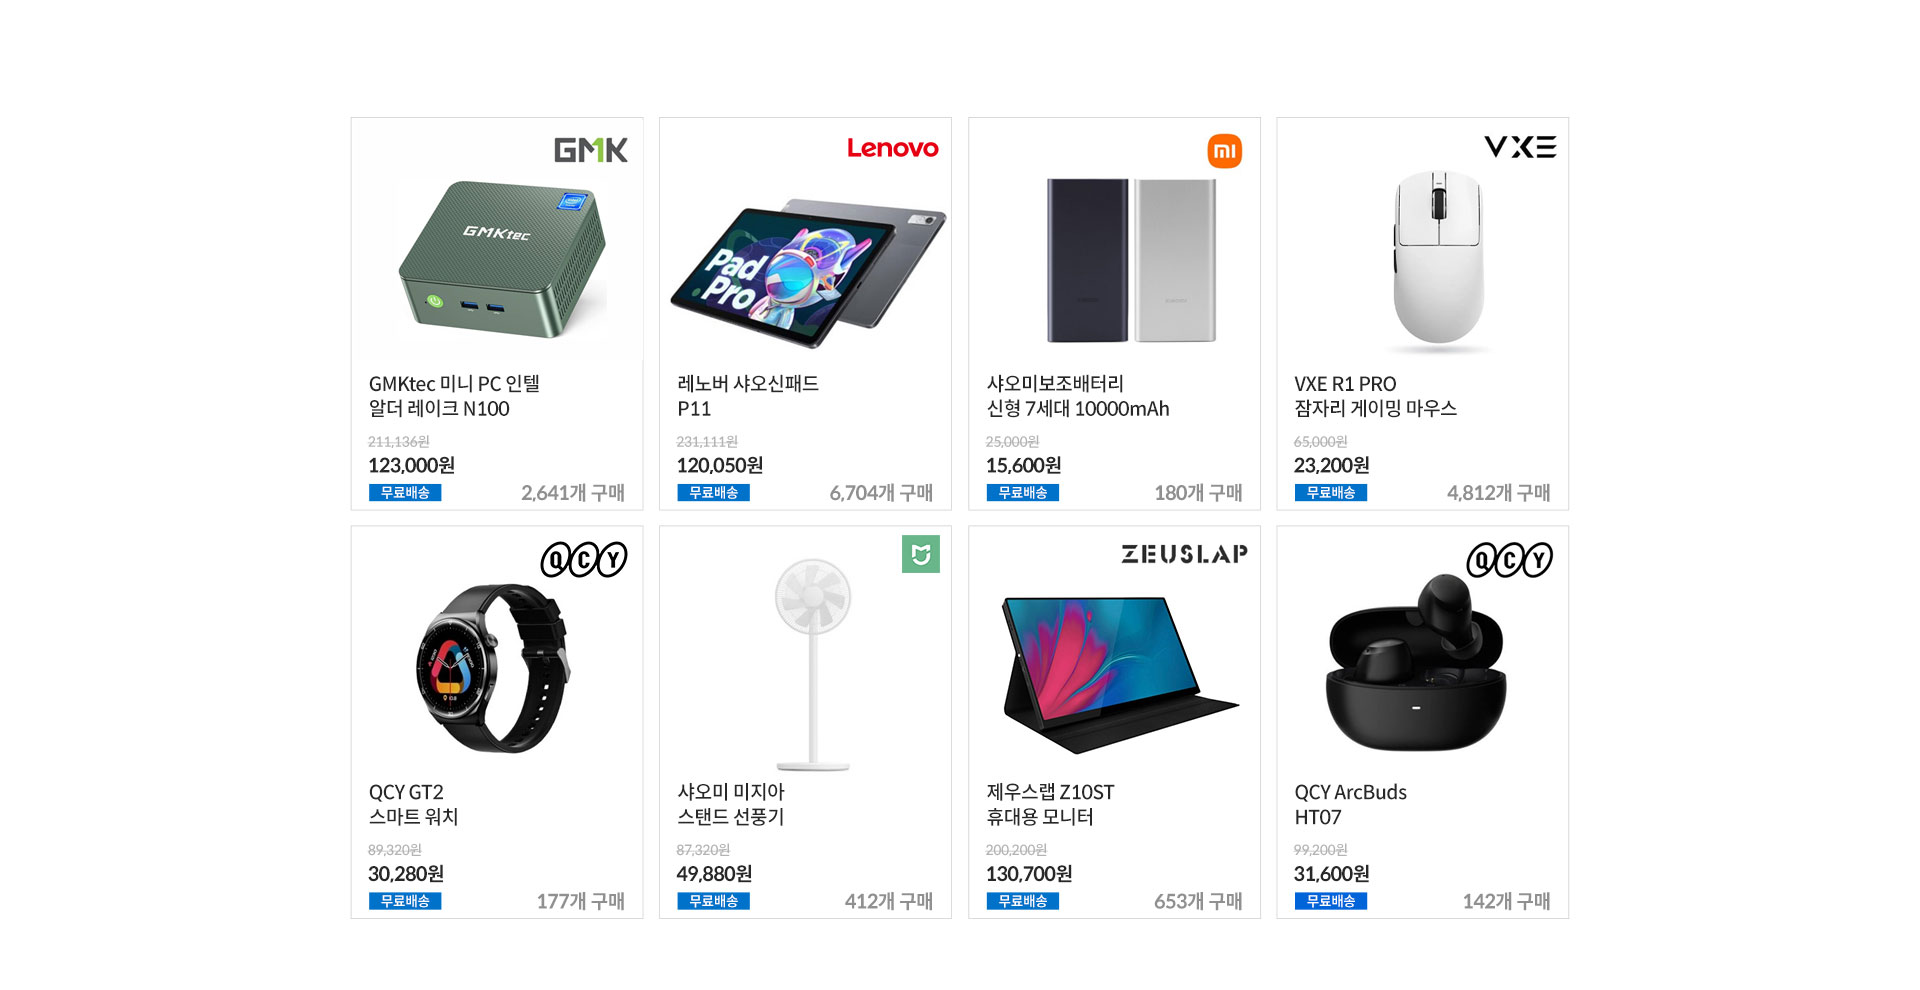 GMK
GMKtec
GMKtec 미니 PC 인텔
알더 레이크 N100
211,136원
123,000원
무료배송
2,641개 구매
Lenovo
Pad
Pro
레노버 샤오신패드
P11
231,111원
120,050원
무료배송
6,704개 구매
mi
샤오미보조배터리
신형 7세대 10000mAh
25,000원
15,600원
무료배송
180개 구매
VXE
VXE R1 PRO
잠자리 게이밍 마우스
65,000원
23,200원
무료배송
4,812개 구매
QCY
QCY GT2
스마트 워치
89,320원
30,280원
무료배송
177개 구매
샤오미 미지아
스탠드 선풍기
87,320원
49,880원
무료배송
412개 구매
ZEUSLAP
제우스랩 Z10ST
휴대용 모니터
200,200원
130,700원
무료배송
653개 구매
QCY
QCY ArcBuds
HT07
99,200원
31,600원
무료배송
142개 구매